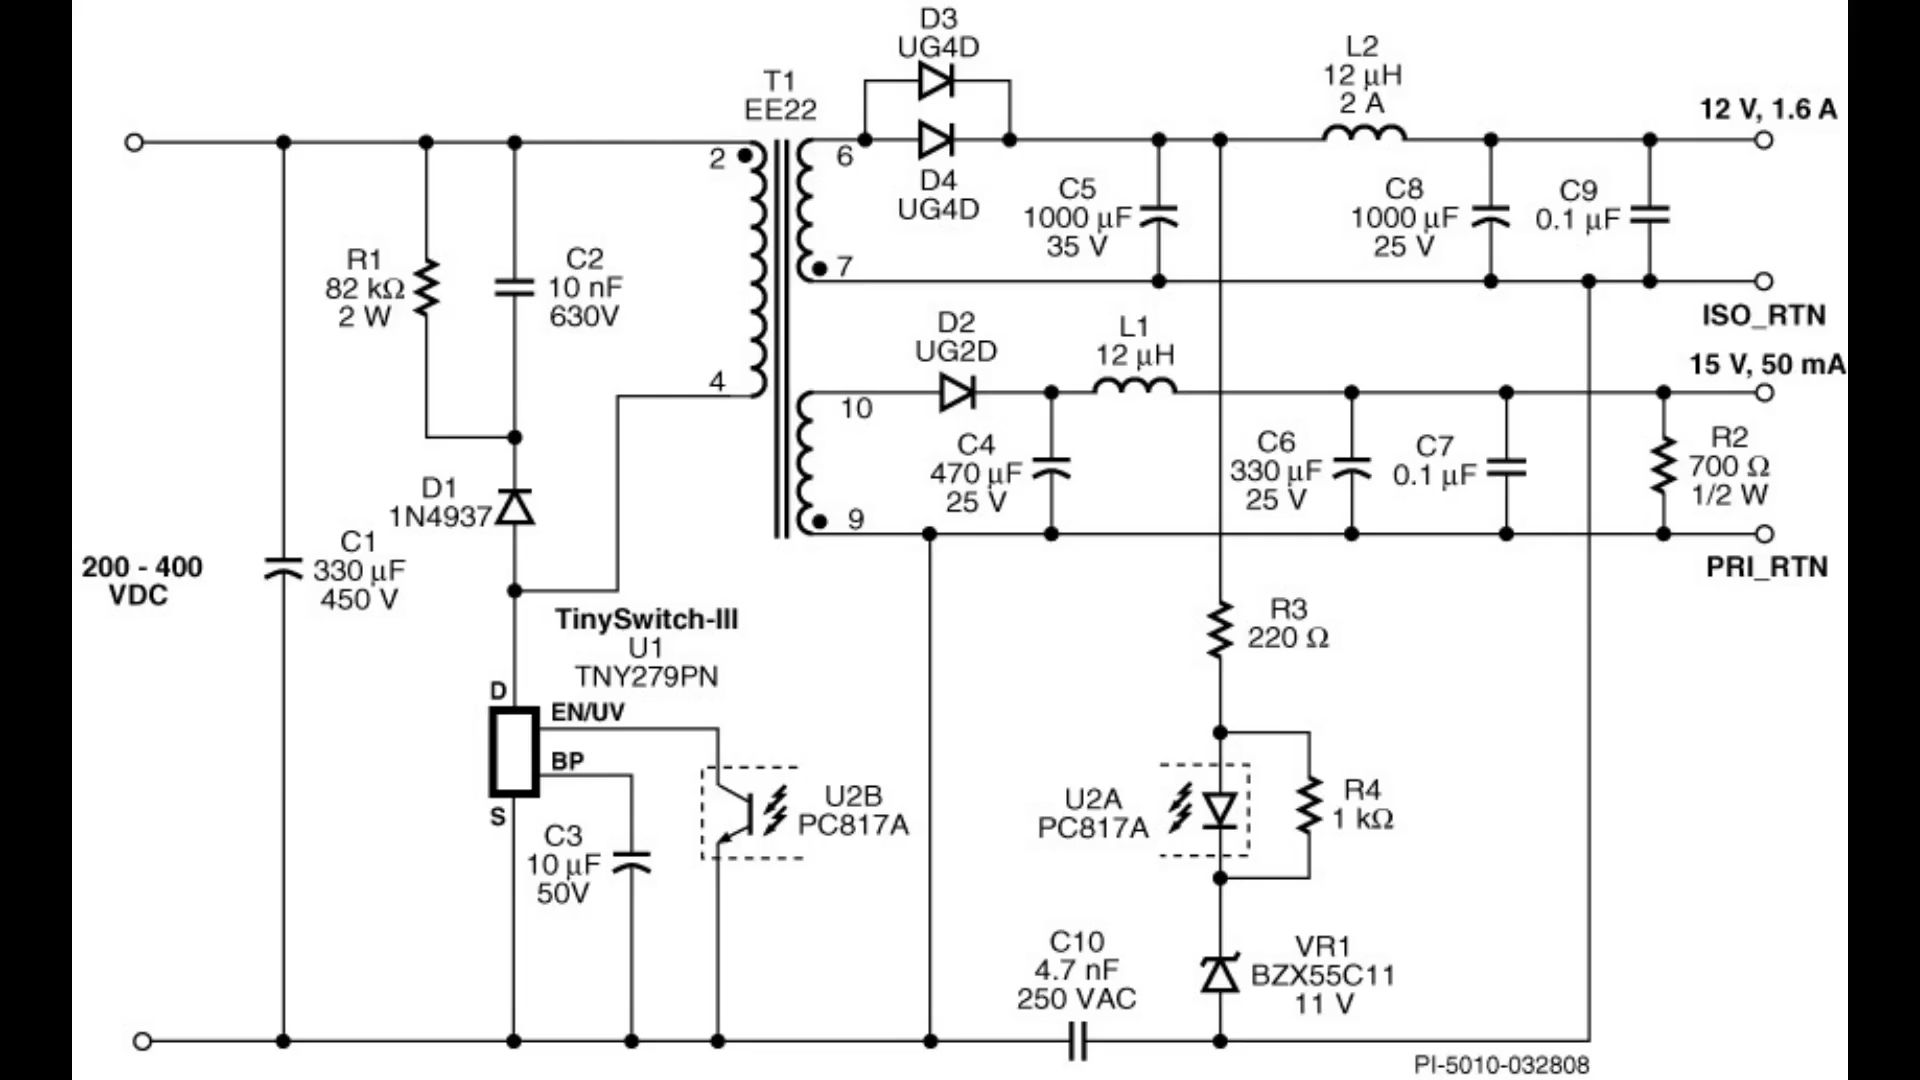 D3
UG4D
T1
EE22
L2
12 µH
2 A
12 V, 1.6 A
2
6
D4
UG4D
C5
1000 µF
35 V
C8
1000 µF
25 V
C9
0.1 µF
R1
82 kΩ
2 W
C2
10 nF
630V
7
ISO_RTN
D2
UG2D
L1
12 µH
15 V, 50 mA
4
10
C4
470 µF
25 V
C6
330 µF
25 V
C7
0.1 µF
R2
700 Ω
1/2 W
D1
1N4937
9
200 - 400
VDC
C1
330 µF
450 V
PRI_RTN
TinySwitch-III
U1
TNY279PN
R3
220 Ω
D
EN/UV
BP
S
U2B
PC817A
U2A
PC817A
R4
1 kΩ
C3
10 µF
50V
C10
4.7 nF
250 VAC
VR1
BZX55C11
11 V
PI-5010-032808